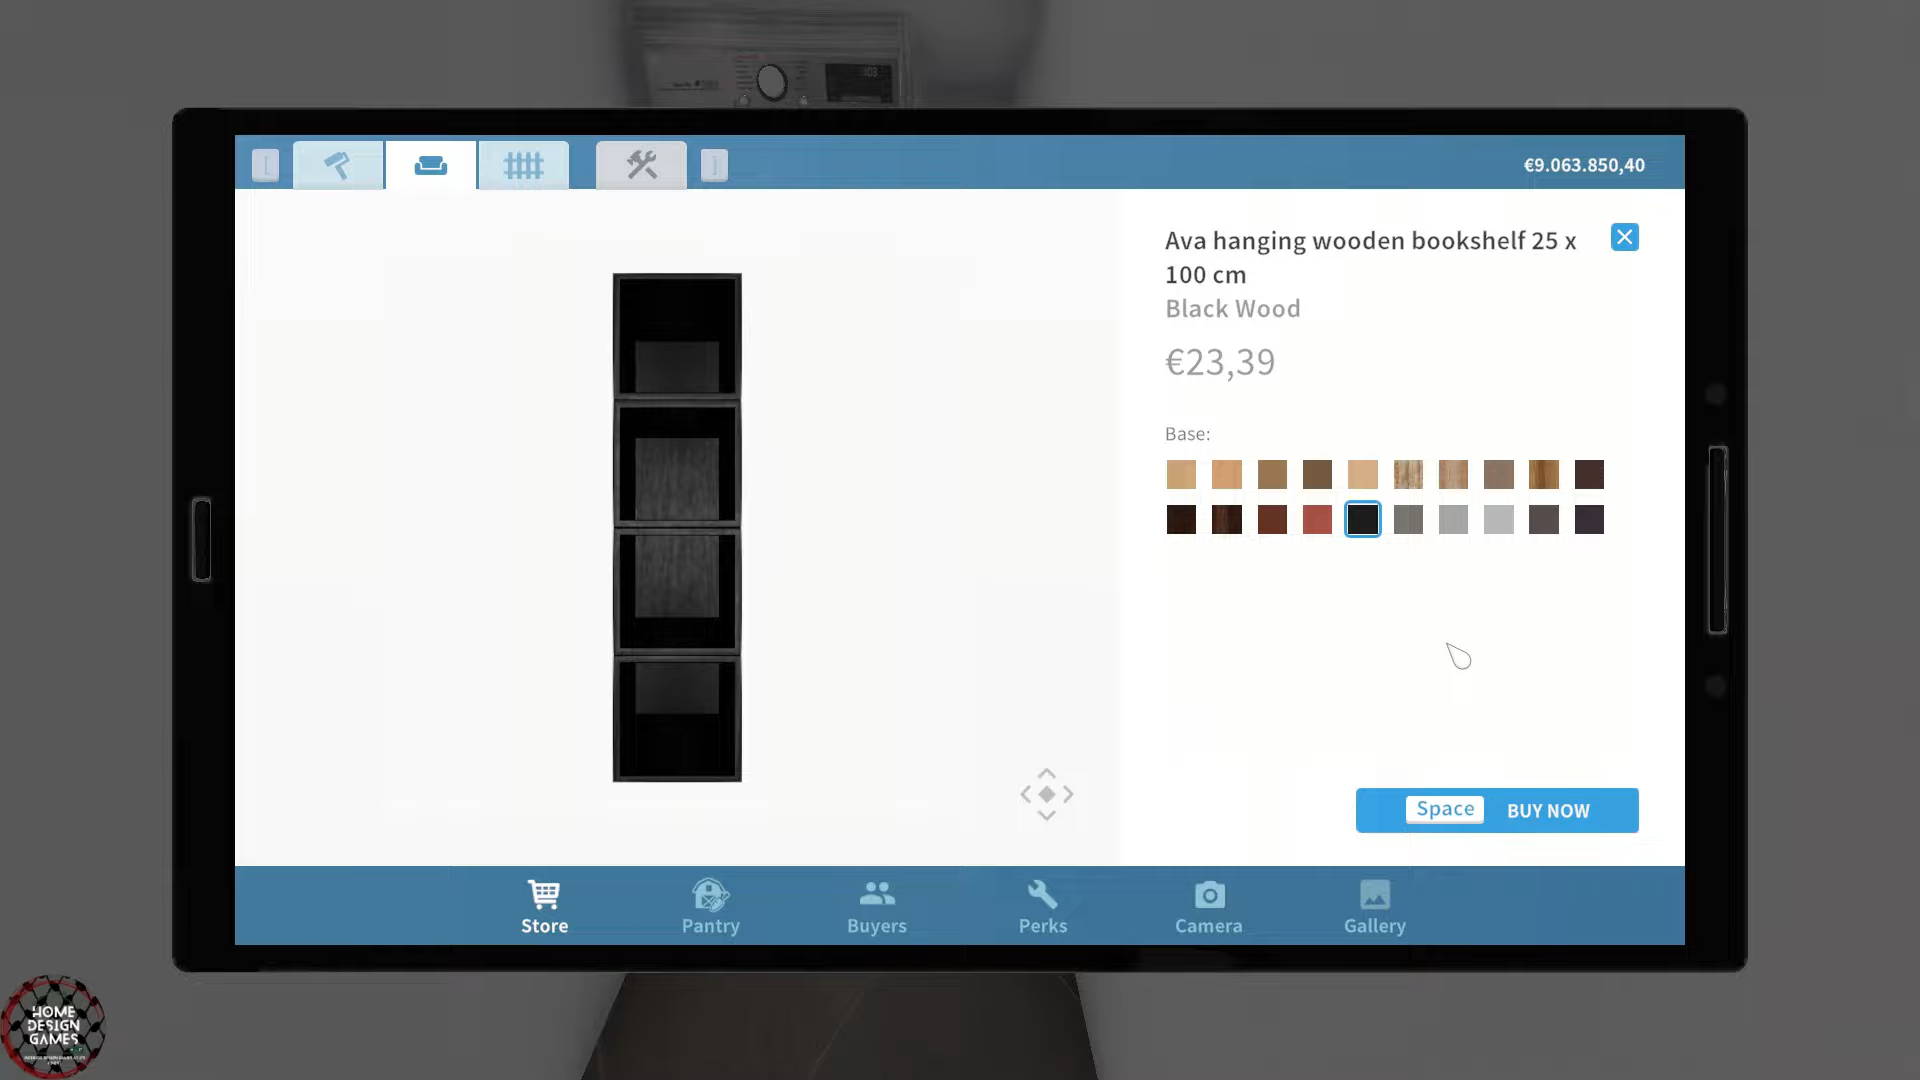 [
]
€9.063.850,40
Ava hanging wooden bookshelf 25 x
100 cm
Black Wood
€23,39
Base:
Space BUY NOW
Store
Pantry
Buyers
Perks
Camera
Gallery
HOME
DESIGN
GAMES